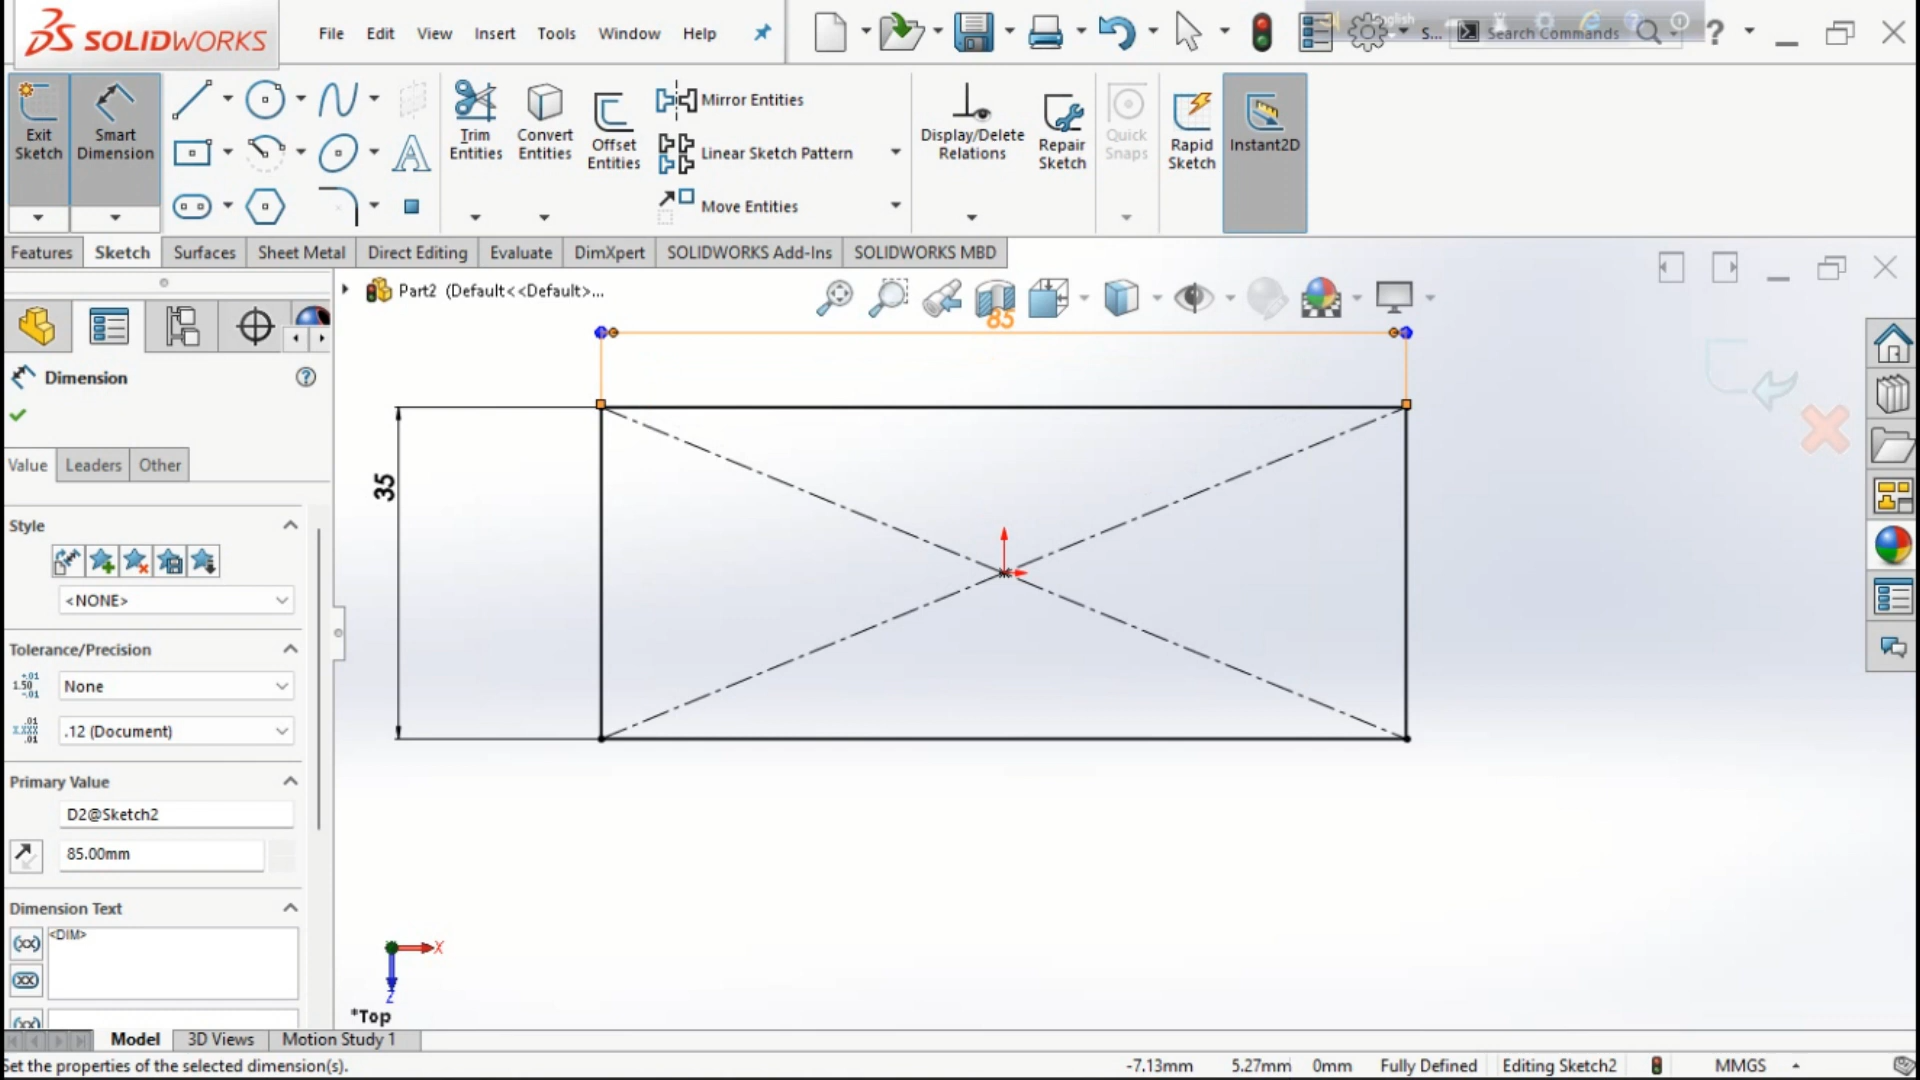 SOLIDWORKS
File Edit View Insert Tools Window Help
English
S...
Search Commands
?
Exit Sketch
Smart Dimension
Trim Entities
Convert Entities
Offset Entities
Mirror Entities
Linear Sketch Pattern
Move Entities
Display/Delete Relations
Repair Sketch
Quick Snaps
Rapid Sketch
Instant2D
Features Sketch Surfaces Sheet Metal Direct Editing Evaluate DimXpert SOLIDWORKS Add-Ins SOLIDWORKS MBD
Part2 (Default<<Default>...
85
35
Dimension
Value Leaders Other
Style
<NONE>
Tolerance/Precision
None
.12 (Document)
Primary Value
D2@Sketch2
85.00mm
Dimension Text
<DIM>
X
Z
*Top
Model 3D Views Motion Study 1
Set the properties of the selected dimension(s).
-7.13mm 5.27mm 0mm Fully Defined Editing Sketch2 MMGS